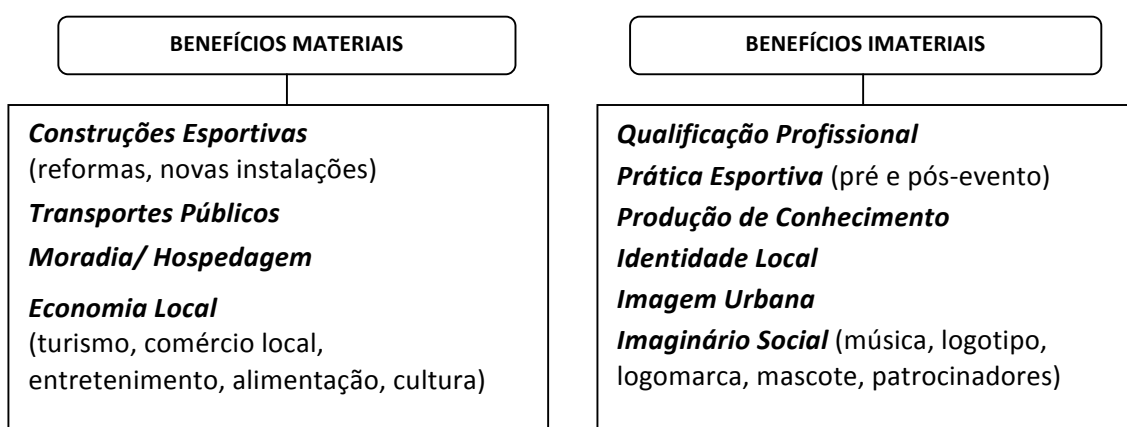 BENEFÍCIOS MATERIAIS
Construções Esportivas
(reformas, novas instalações)
Transportes Públicos
Moradia/ Hospedagem
Economia Local
(turismo, comércio local,
entretenimento, alimentação, cultura)
BENEFÍCIOS IMATERIAIS
Qualificação Profissional
Prática Esportiva (pré e pós-evento)
Produção de Conhecimento
Identidade Local
Imagem Urbana
Imaginário Social (música, logotipo,
logomarca, mascote, patrocinadores)